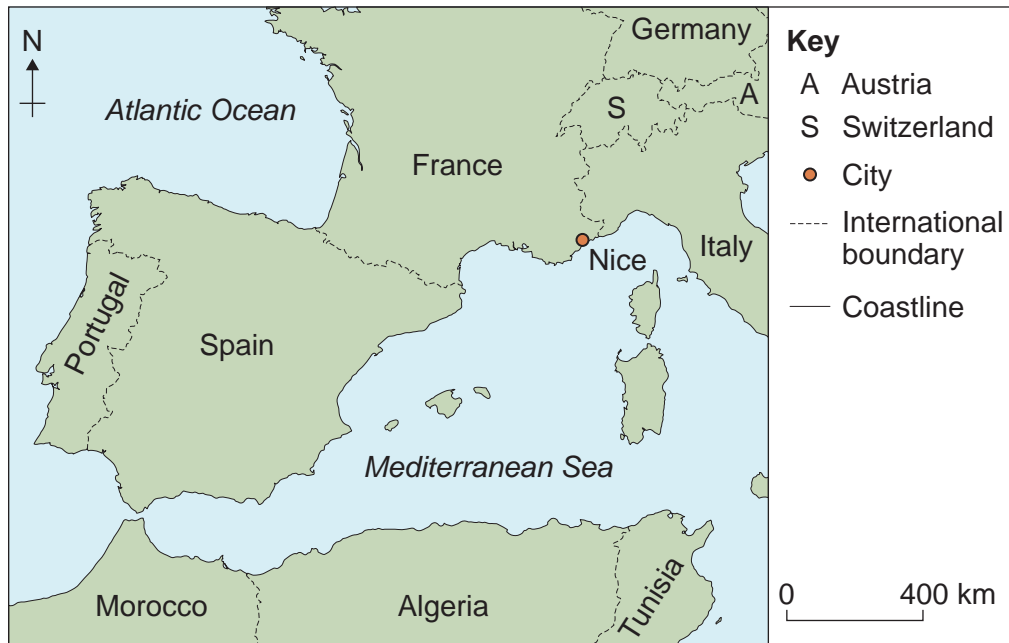 N
Atlantic Ocean
Germany
A
S
France
Nice
Italy
Portugal
Spain
Mediterranean Sea
Morocco
Algeria
Tunisia
Key
A Austria
S Switzerland
City
International
boundary
Coastline
0 400 km